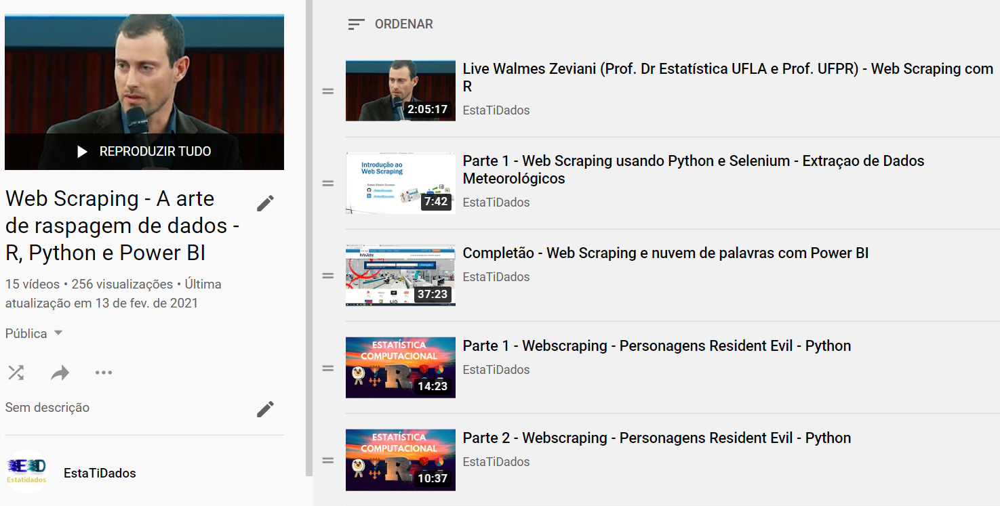 REPRODUZIR TUDO
Web Scraping - A arte
de raspagem de dados -
R, Python e Power BI
15 vídeos • 256 visualizações • Última
atualização em 13 de fev. de 2021
Pública
Sem descrição
Estatidados
EstaTiDados
ORDENAR
2:05:17
Live Walmes Zeviani (Prof. Dr Estatística UFLA e Prof. UFPR) - Web Scraping com
R
EstaTiDados
Introdução ao
Web Scraping
7:42
Parte 1 - Web Scraping usando Python e Selenium - Extraçao de Dados
Meteorológicos
EstaTiDados
InfoJobs
37:23
Completão - Web Scraping e nuvem de palavras com Power BI
EstaTiDados
ESTATÍSTICA
COMPUTACIONAL
R
14:23
Parte 1 - Webscraping - Personagens Resident Evil - Python
EstaTiDados
ESTATÍSTICA
COMPUTACIONAL
R
10:37
Parte 2 - Webscraping - Personagens Resident Evil - Python
EstaTiDados